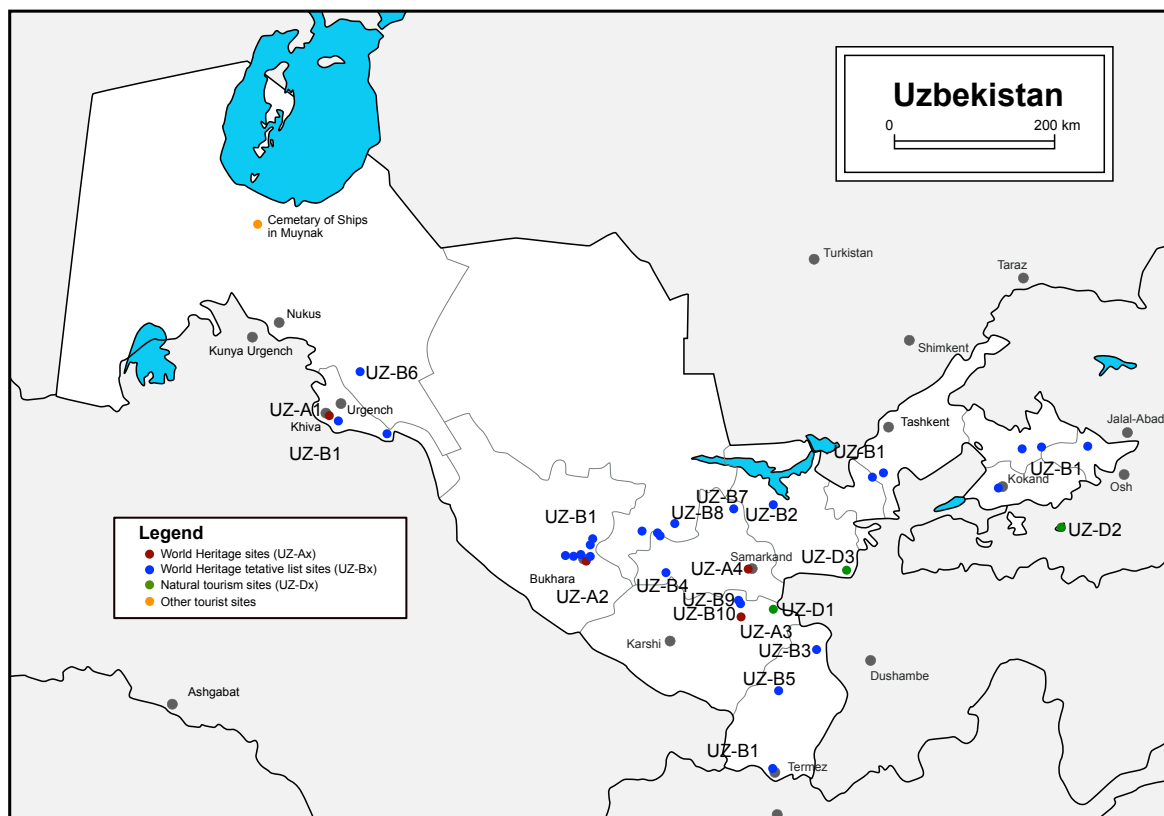 Uzbekistan
0 200 km
Cemetary of Ships
in Muynak
Turkistan
Taraz
Nukus
Kunya Urgench
Shimkent
UZ-B6
UZ-A1
Urgench
Khiva
Tashkent
Jalal-Abad
UZ-B1
UZ-B1
UZ-B1
Kokand
Osh
UZ-B7
UZ-B8
UZ-B2
UZ-B1
UZ-D2
Legend
World Heritage sites (UZ-Ax)
World Heritage tetative list sites (UZ-Bx)
Natural tourism sites (UZ-Dx)
Other tourist sites
Samarkand
UZ-D3
UZ-A4
Bukhara
UZ-B4
UZ-A2
UZ-B9
UZ-B10
UZ-D1
UZ-A3
Karshi
UZ-B3
Dushambe
UZ-B5
Ashgabat
UZ-B1
Termez